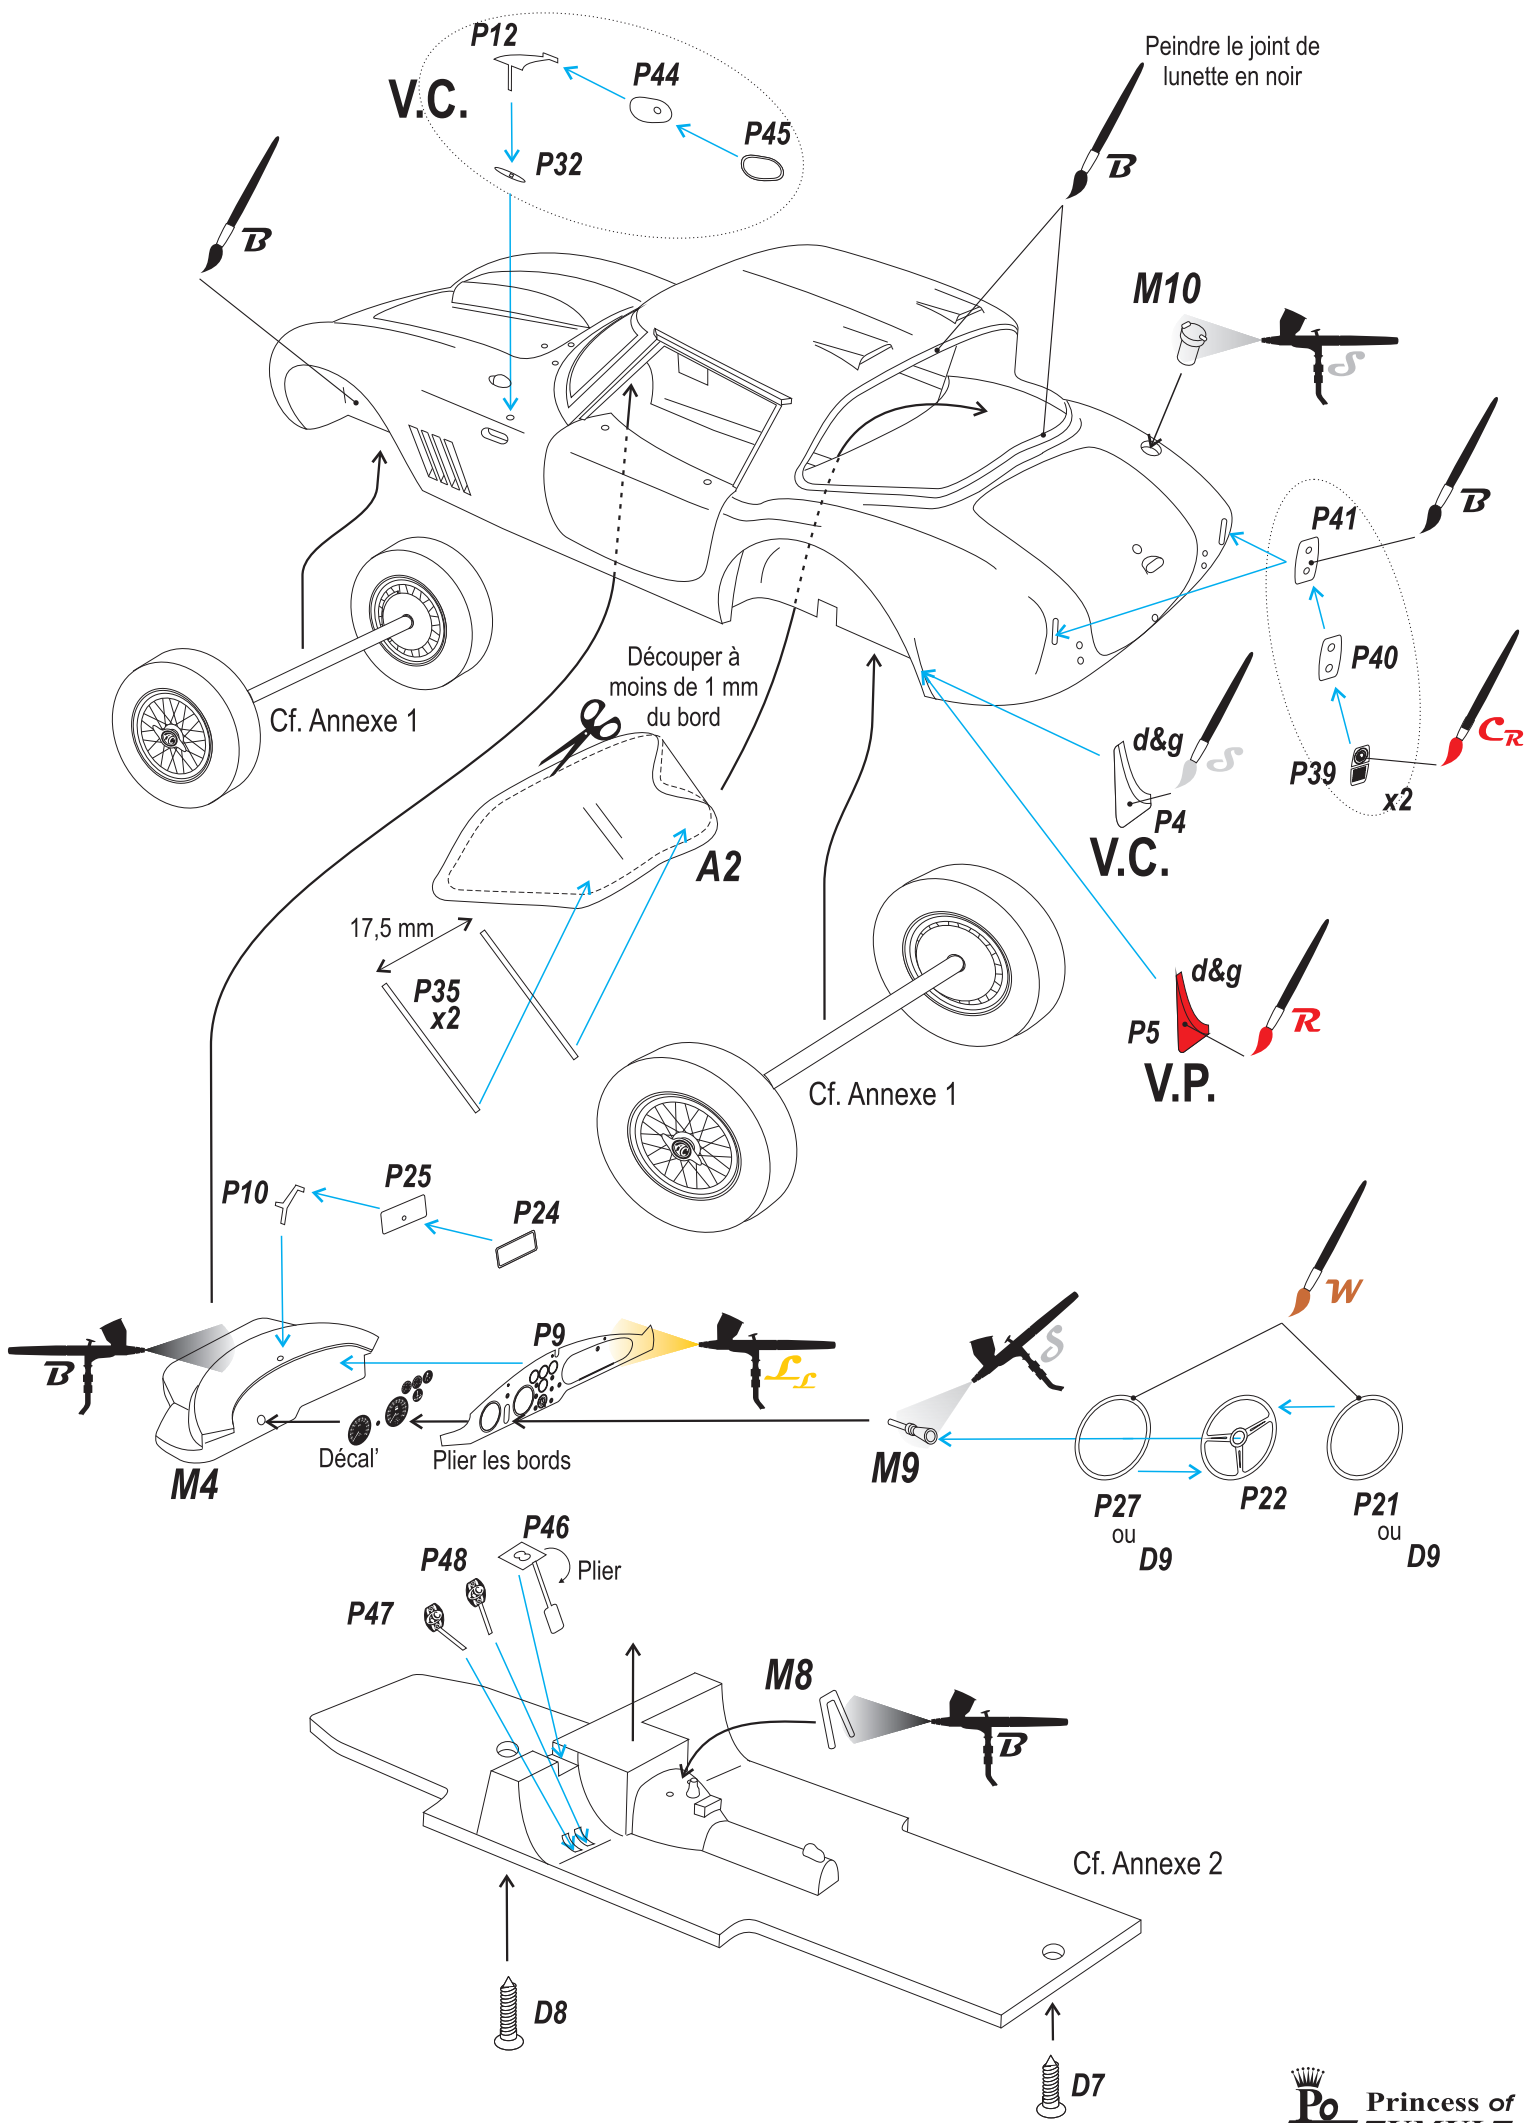 P12
V.C.
P44
P45
P32
Peindre le joint de
lunette en noir
B
B
M10
S
B
P41
P40
P39
x2
CR
Cf. Annexe 1
Découper à
moins de 1 mm
du bord
d&g
S
P4
V.C.
A2
17,5 mm
P35
x2
d&g
P5
R
V.P.
Cf. Annexe 1
P10
P25
P24
W
B
P9
LL
S
M4
Décal'
Plier les bords
M9
P27
ou
D9
P22
P21
ou
D9
P46
P48
Plier
P47
M8
B
Cf. Annexe 2
D8
D7
Po
Princess of